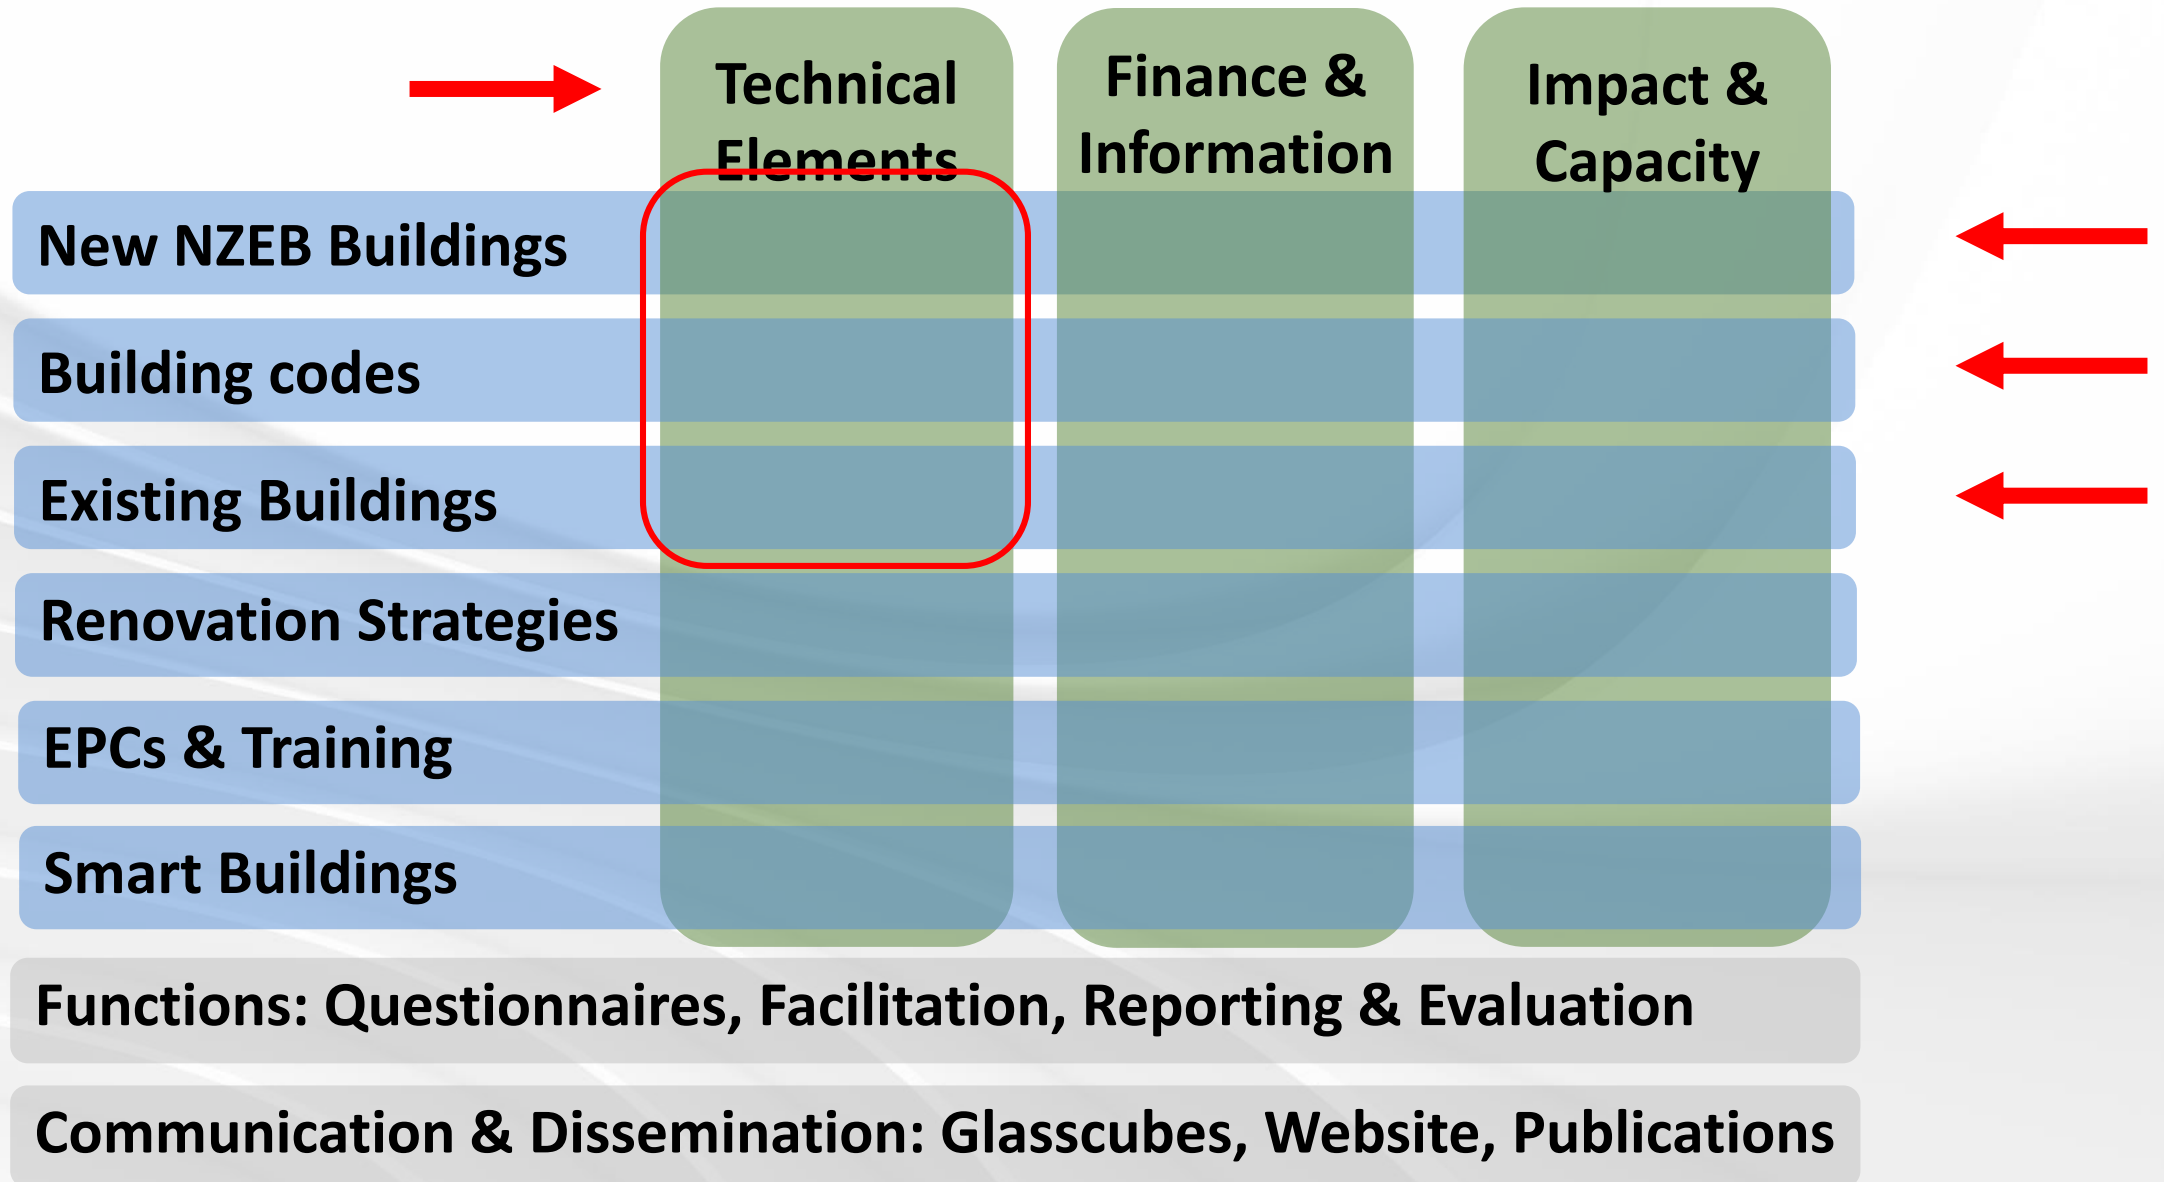 Technical
Elements
Finance &
Information
Impact &
Capacity
New NZEB Buildings
Building codes
Existing Buildings
Renovation Strategies
EPCs & Training
Smart Buildings
Functions: Questionnaires, Facilitation, Reporting & Evaluation
Communication & Dissemination: Glasscubes, Website, Publications